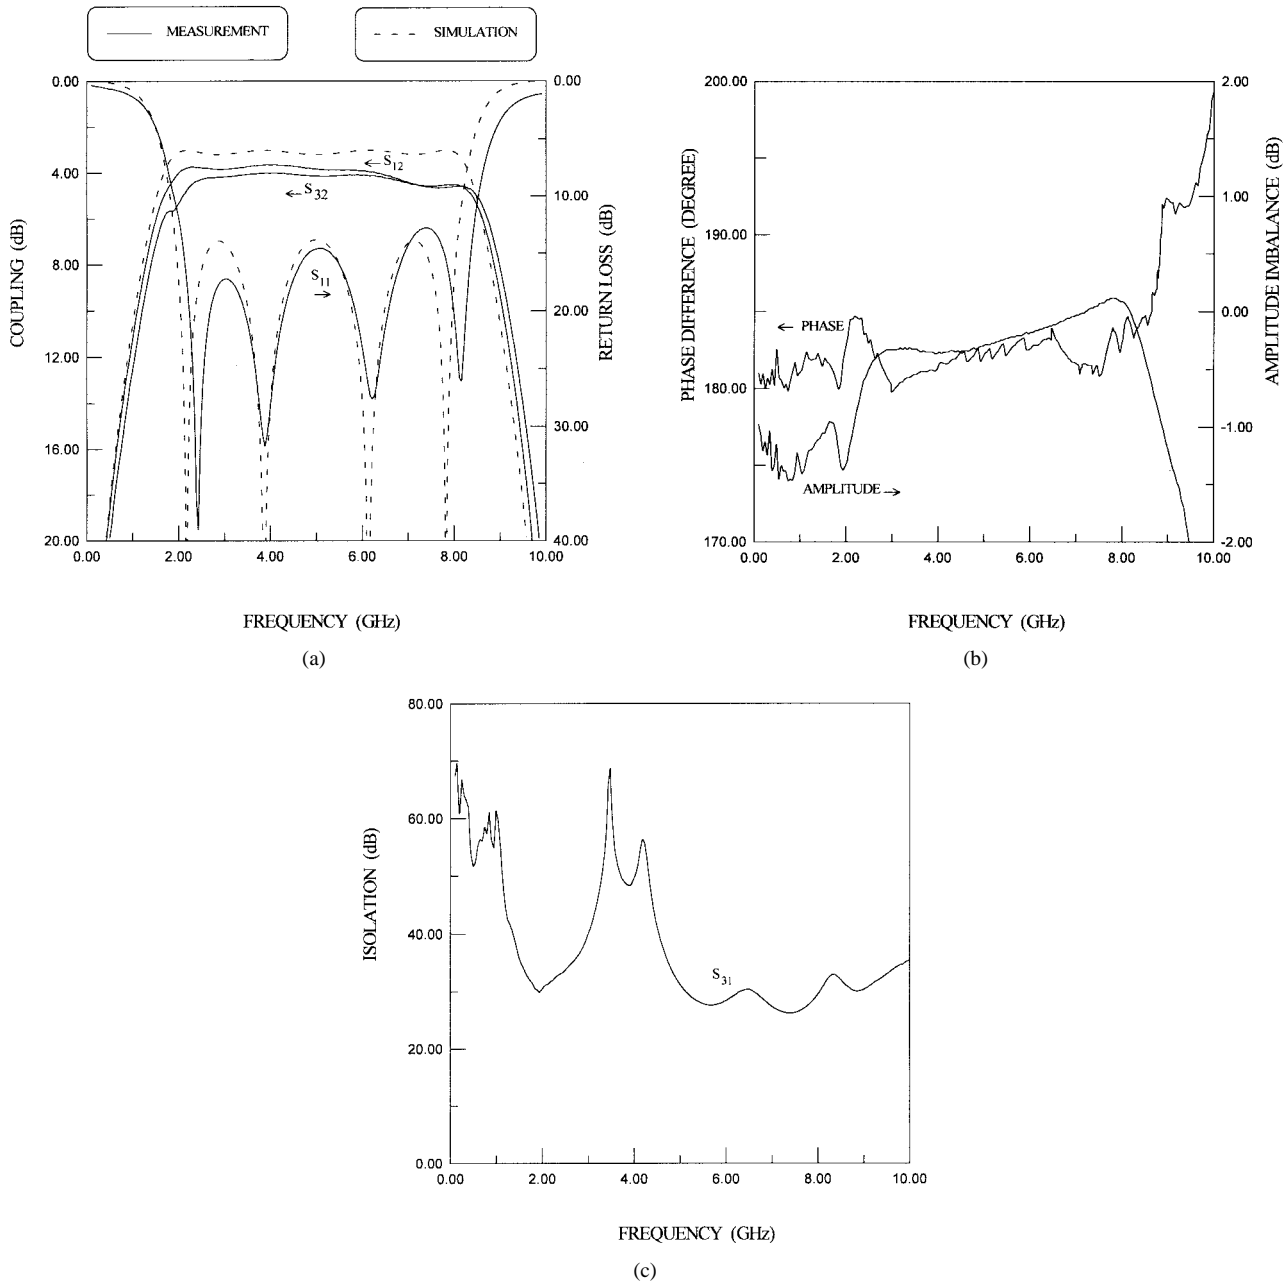 MEASUREMENT
SIMULATION
0.00
4.00
8.00
12.00
16.00
20.00
COUPLING (dB)
0.00
10.00
20.00
30.00
40.00
RETURN LOSS (dB)
←S12
←S32
S11
→
0.00
2.00
4.00
6.00
8.00
10.00
FREQUENCY (GHz)
(a)
200.00
190.00
180.00
170.00
PHASE DIFFERENCE (DEGREE)
2.00
1.00
0.00
-1.00
-2.00
AMPLITUDE IMBALANCE (dB)
← PHASE
AMPLITUDE →
0.00
2.00
4.00
6.00
8.00
10.00
FREQUENCY (GHz)
(b)
80.00
60.00
40.00
20.00
0.00
ISOLATION (dB)
S31
0.00
2.00
4.00
6.00
8.00
10.00
FREQUENCY (GHz)
(c)